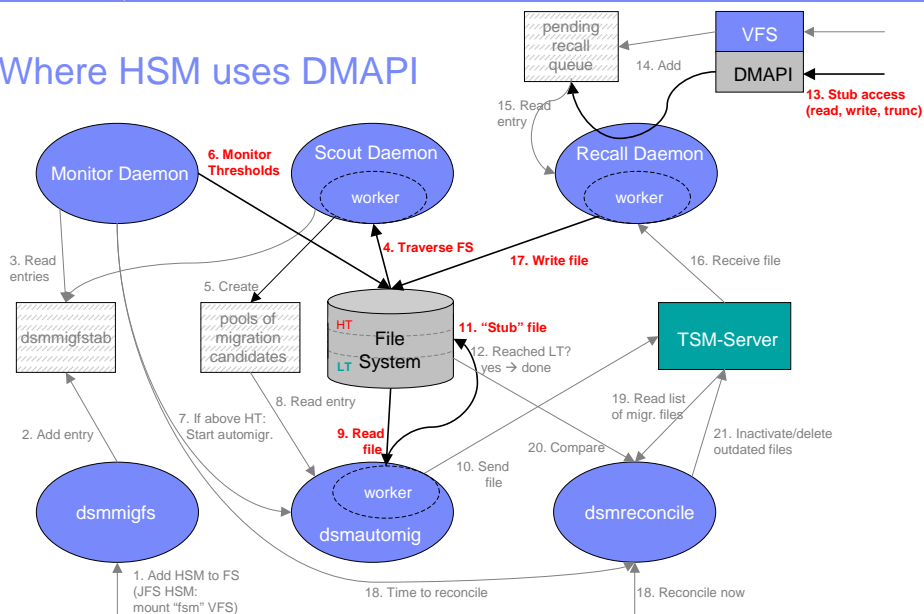 Where HSM uses DMAPI
pending
recall
queue
VFS
DMAPI
14. Add
13. Stub access
(read, write, trunc)
15. Read
entry
6. Monitor
Thresholds
Monitor Daemon
Scout Daemon
worker
Recall Daemon
worker
3. Read
entries
4. Traverse FS
17. Write file
16. Receive file
5. Create
dsmmigfstab
pools of
migration
candidates
HT
File
System
LT
11. “Stub” file
12. Reached LT?
yes → done
TSM-Server
2. Add entry
7. If above HT:
Start automigr.
8. Read entry
9. Read
file
10. Send
file
20. Compare
19. Read list
of migr. files
21. Inactivate/delete
outdated files
dsmmigfs
worker
dsmautomig
dsmreconcile
1. Add HSM to FS
(JFS HSM:
mount “fsm” VFS)
18. Time to reconcile
18. Reconcile now